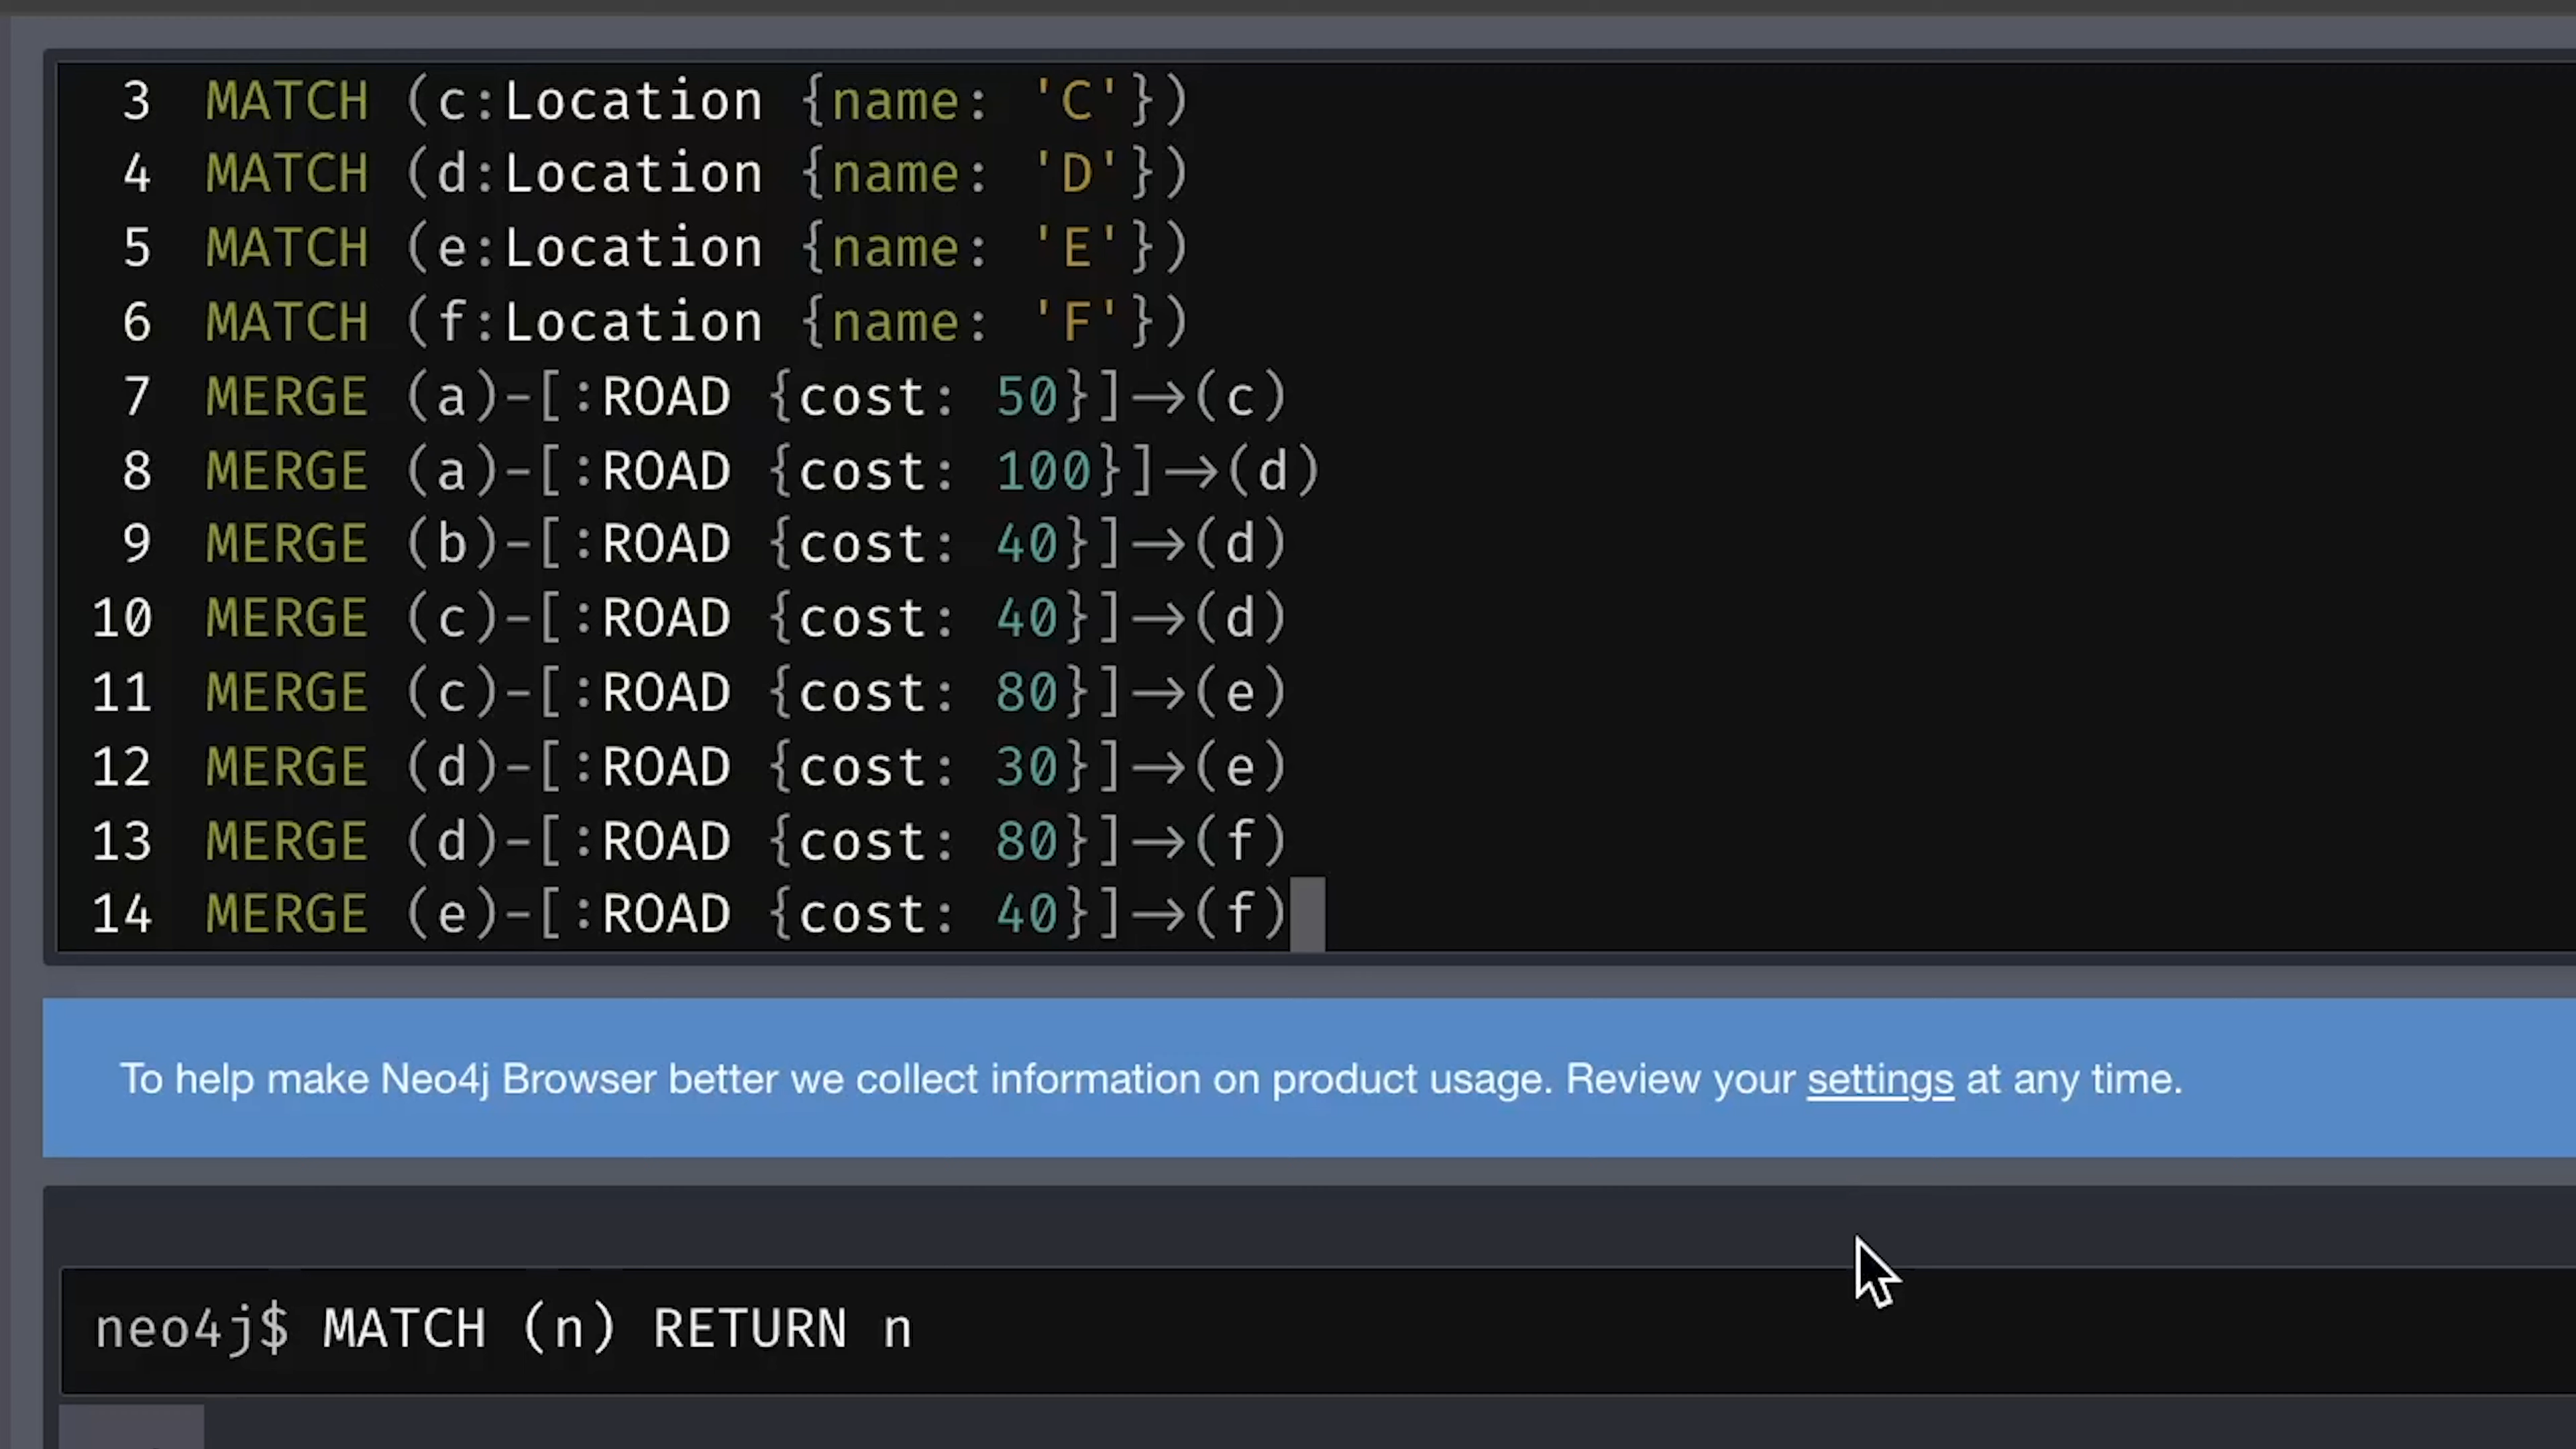 3 MATCH (c:Location {name: 'C'})
4 MATCH (d:Location {name: 'D'})
5 MATCH (e:Location {name: 'E'})
6 MATCH (f:Location {name: 'F'})
7 MERGE (a)-[:ROAD {cost: 50}]->(c)
8 MERGE (a)-[:ROAD {cost: 100}]->(d)
9 MERGE (b)-[:ROAD {cost: 40}]->(d)
10 MERGE (c)-[:ROAD {cost: 40}]->(d)
11 MERGE (c)-[:ROAD {cost: 80}]->(e)
12 MERGE (d)-[:ROAD {cost: 30}]->(e)
13 MERGE (d)-[:ROAD {cost: 80}]->(f)
14 MERGE (e)-[:ROAD {cost: 40}]->(f)
To help make Neo4j Browser better we collect information on product usage. Review your settings at any time.
neo4j$ MATCH (n) RETURN n